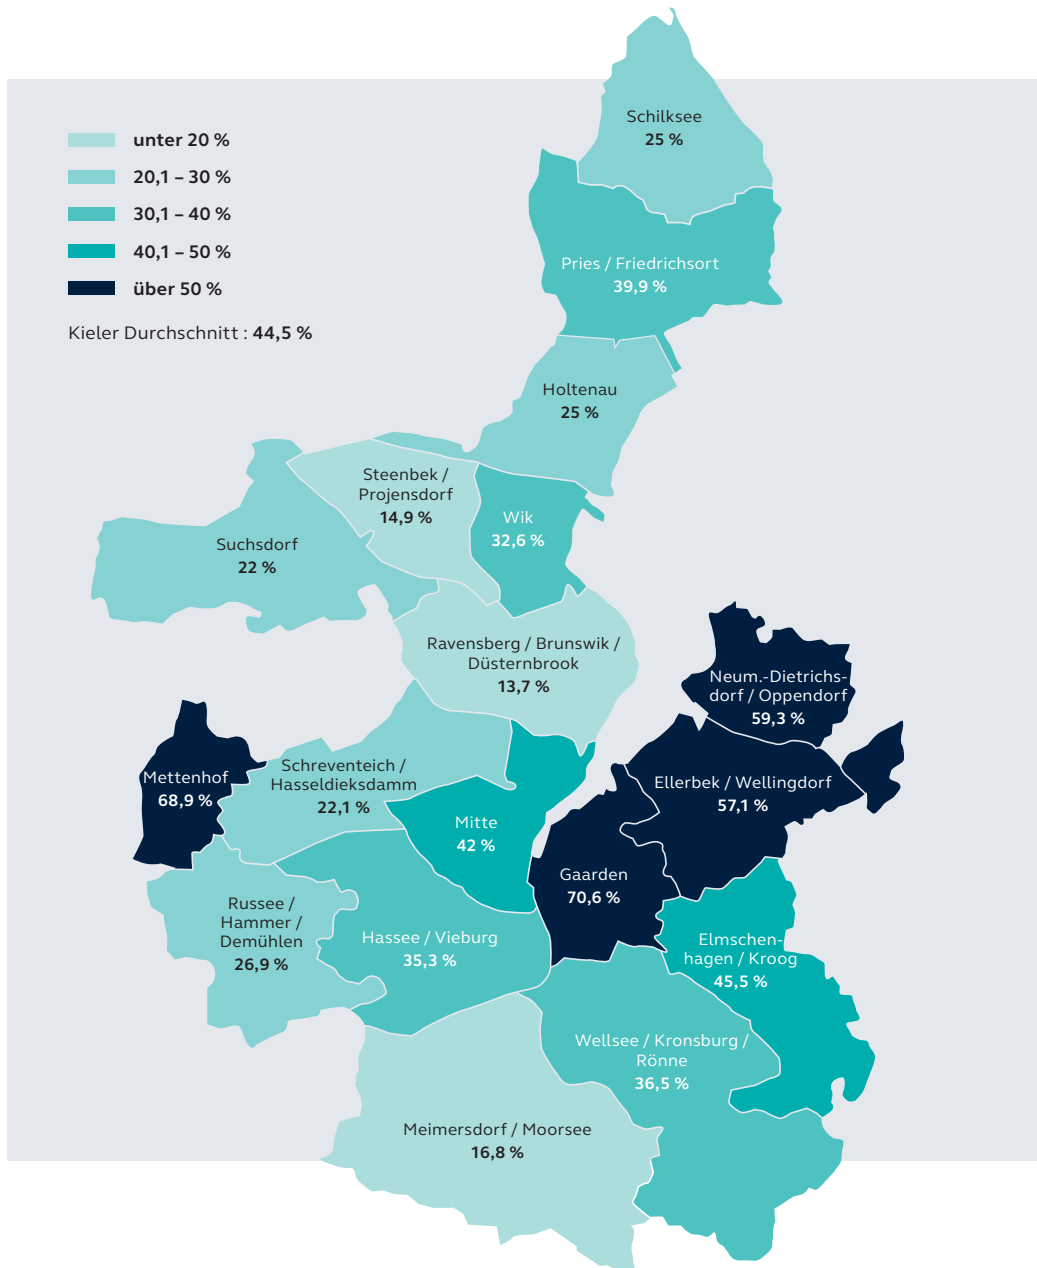 unter 20 %
20,1 – 30 %
30,1 – 40 %
40,1 – 50 %
über 50 %
Kieler Durchschnitt : 44,5 %
Schilksee
25 %
Pries / Friedrichsort
39,9 %
Holtenau
25 %
Steenbek /
Projensdorf
14,9 %
Wik
32,6 %
Suchsdorf
22 %
Ravensberg / Brunswik /
Düsternbrook
13,7 %
Neum.-Dietrichs-
dorf / Oppendorf
59,3 %
Mettenhof
68,9 %
Schreventeich /
Hasseldieksdamm
22,1 %
Ellerbek / Wellingdorf
57,1 %
Mitte
42 %
Gaarden
70,6 %
Russee /
Hammer /
Demühlen
26,9 %
Hassee / Vieburg
35,3 %
Elmschen-
hagen / Kroog
45,5 %
Wellsee / Kronsburg /
Rönne
36,5 %
Meimersdorf / Moorsee
16,8 %